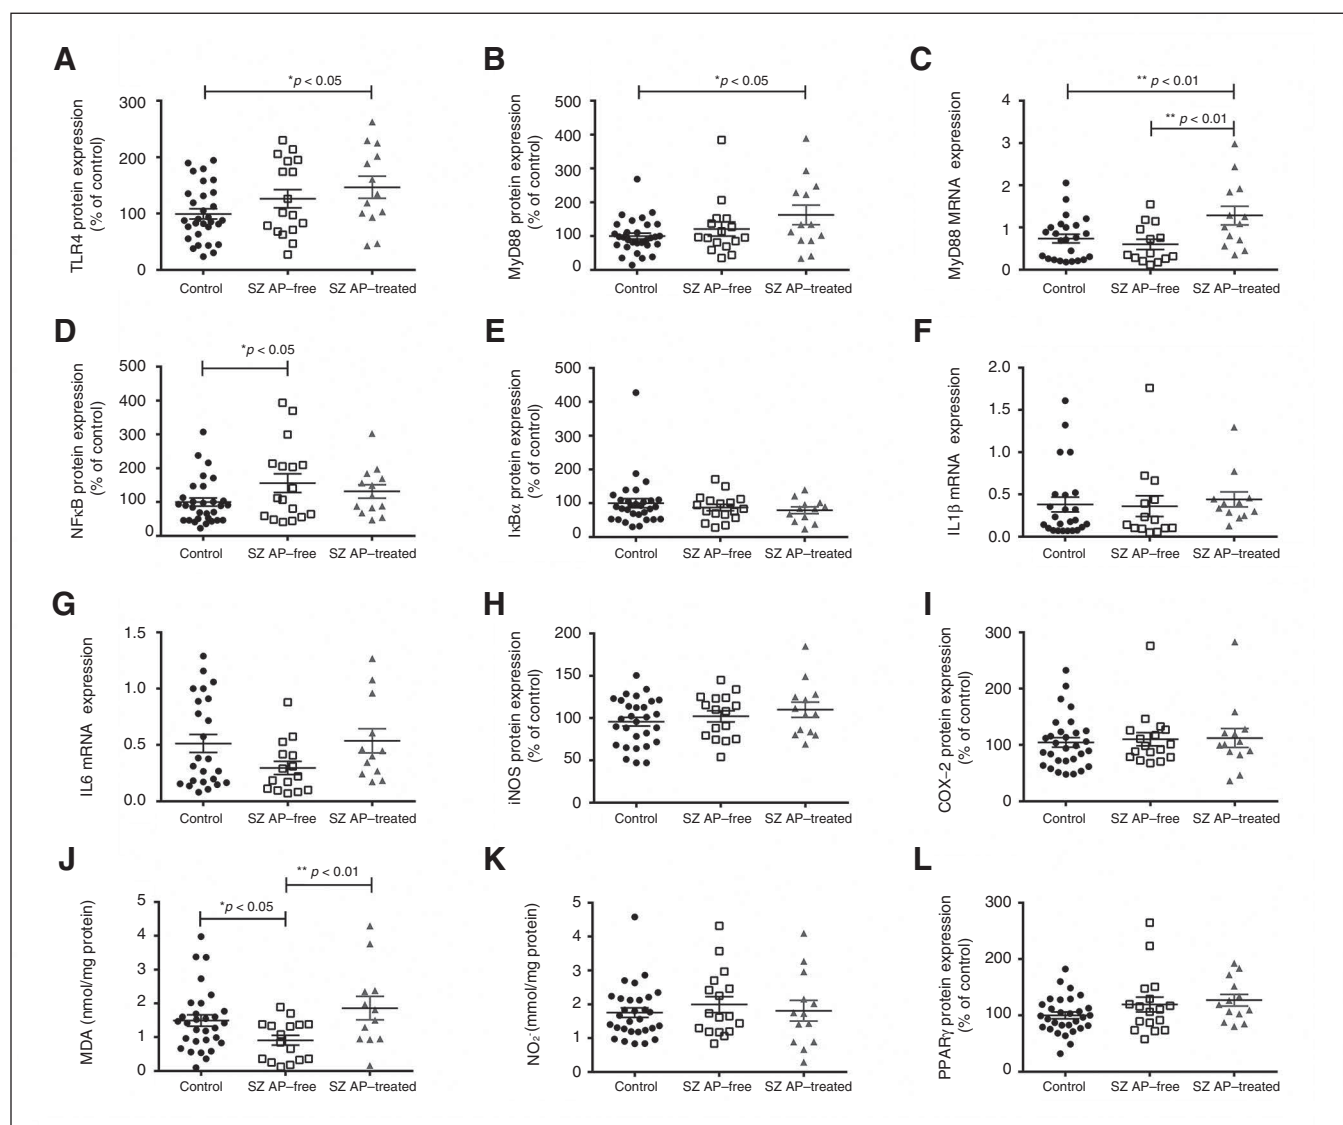 A
TLR4 protein expression
(% of control)
*p < 0.05
300
200
100
0
Control SZ AP–free SZ AP–treated
B
MyD88 protein expression
(% of control)
*p < 0.05
500
400
300
200
100
0
Control SZ AP–free SZ AP–treated
C
MyD88 MRNA expression
** p < 0.01
** p < 0.01
4
3
2
1
0
Control SZ AP–free SZ AP–treated
D
NFκB protein expression
(% of control)
*p < 0.05
500
400
300
200
100
0
Control SZ AP–free SZ AP–treated
E
IκBα protein expression
(% of control)
500
400
300
200
100
0
Control SZ AP–free SZ AP–treated
F
IL1β mRNA expression
2.0
1.5
1.0
0.5
0.0
Control SZ AP–free SZ AP–treated
G
IL6 mRNA expression
1.5
1.0
0.5
0.0
Control SZ AP–free SZ AP–treated
H
iNOS protein expression
(% of control)
200
150
100
50
0
Control SZ AP–free SZ AP–treated
I
COX–2 protein expression
(% of control)
300
200
100
0
Control SZ AP–free SZ AP–treated
J
MDA (nmol/mg protein)
** p < 0.01
*p < 0.05
5
4
3
2
1
0
Control SZ AP–free SZ AP–treated
K
NO₂⁻(nmol/mg protein)
5
4
3
2
1
0
Control SZ AP–free SZ AP–treated
L
PPARγ protein expression
(% of control)
300
200
100
0
Control SZ AP–free SZ AP–treated